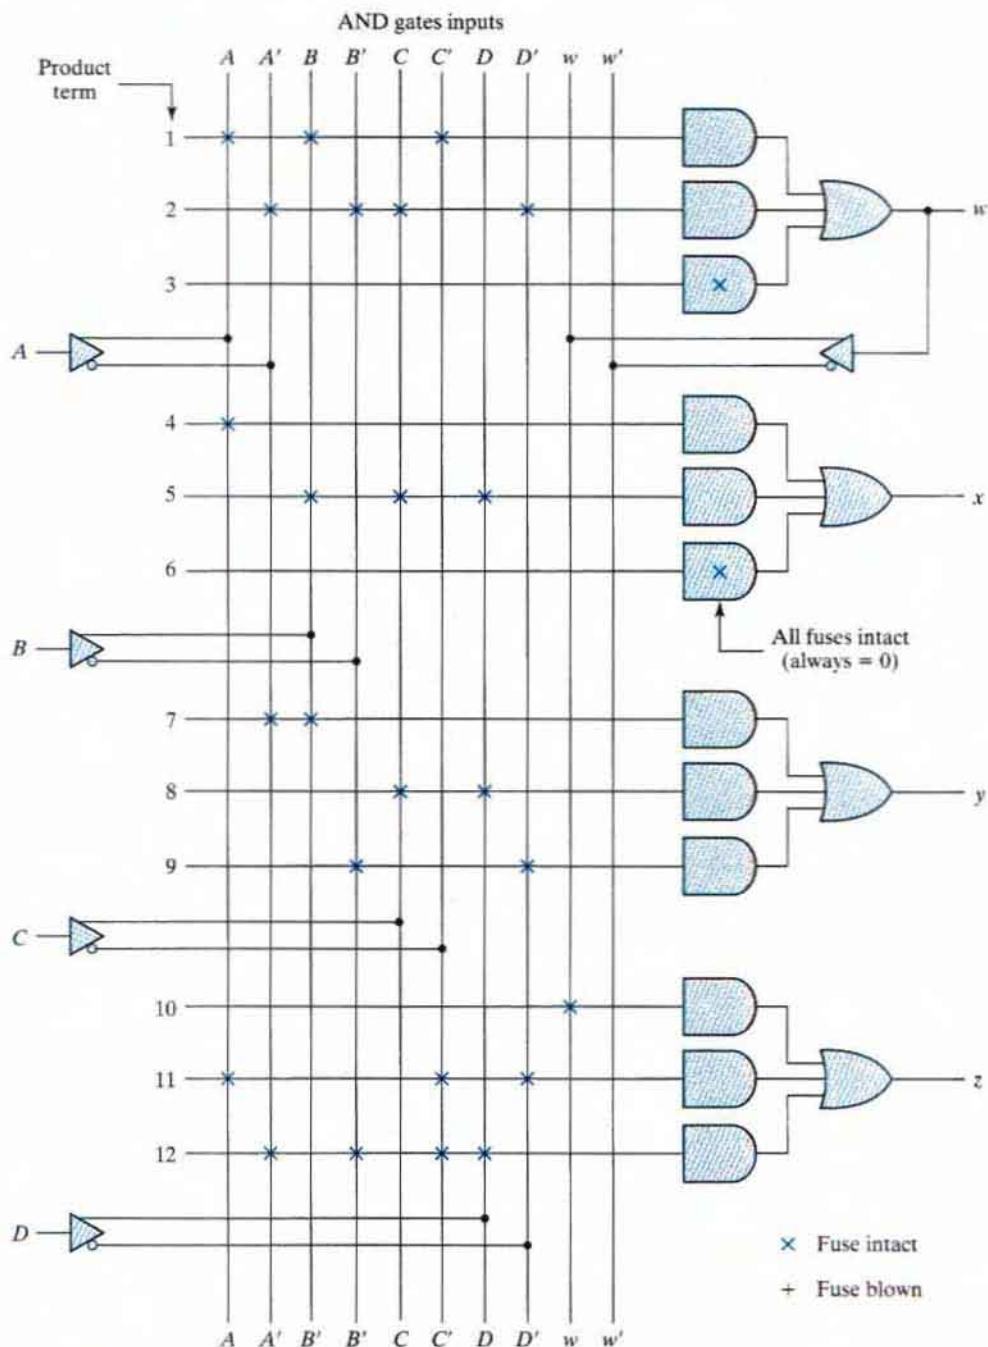 AND gates inputs
A A' B B' C C' D D' w w'
Product
term
1
2
w
3
A
4
5
x
6
All fuses intact
(always = 0)
B
7
8
y
9
C
10
11
z
12
D
× Fuse intact
+ Fuse blown
A A' B' B' C C' D D' w w'